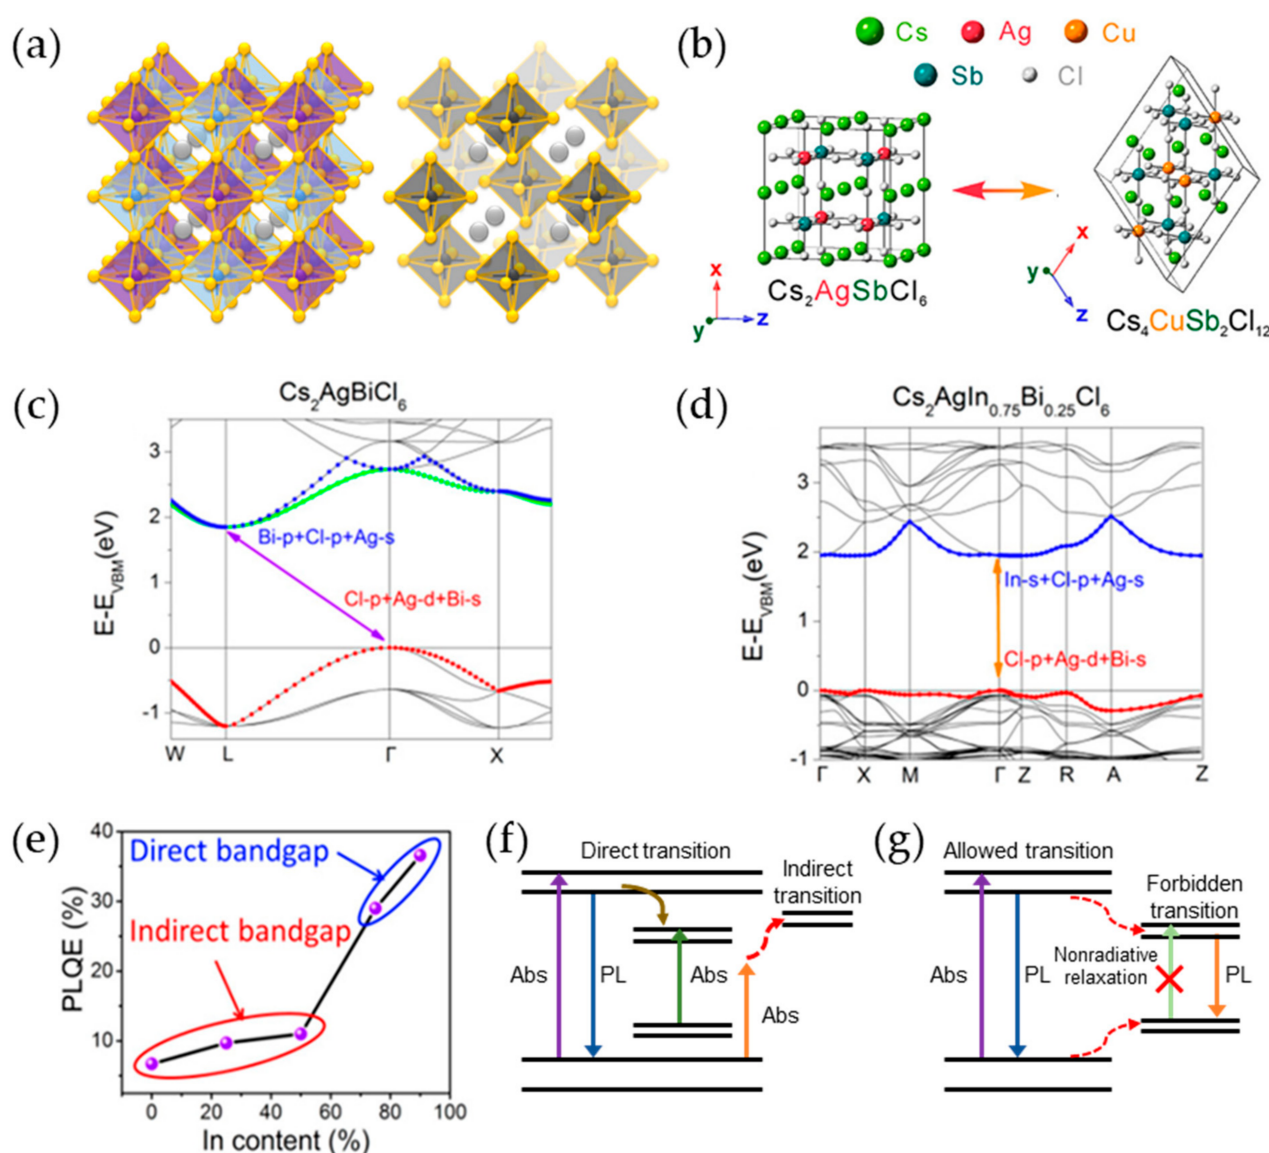 (a)
(b)
Cs Ag Cu
Sb Cl
x
y
z
Cs2AgSbCl6
x
y
z
Cs4CuSb2Cl12
(c)
Cs2AgBiCl6
E-EVBM(eV)
3
2
1
0
-1
Bi-p+Cl-p+Ag-s
Cl-p+Ag-d+Bi-s
W L Γ X
(d)
Cs2AgIn0.75Bi0.25Cl6
E-EVBM(eV)
3
2
1
0
-1
In-s+Cl-p+Ag-s
Cl-p+Ag-d+Bi-s
Γ X M Γ Z R A Z
(e)
PLQE (%)
40
30
20
10
Direct bandgap
Indirect bandgap
0 20 40 60 80 100
In content (%)
(f)
Direct transition
Indirect
transition
Abs
PL
Abs
Abs
(g)
Allowed transition
Forbidden
transition
Nonradiative
relaxation
Abs
PL
PL